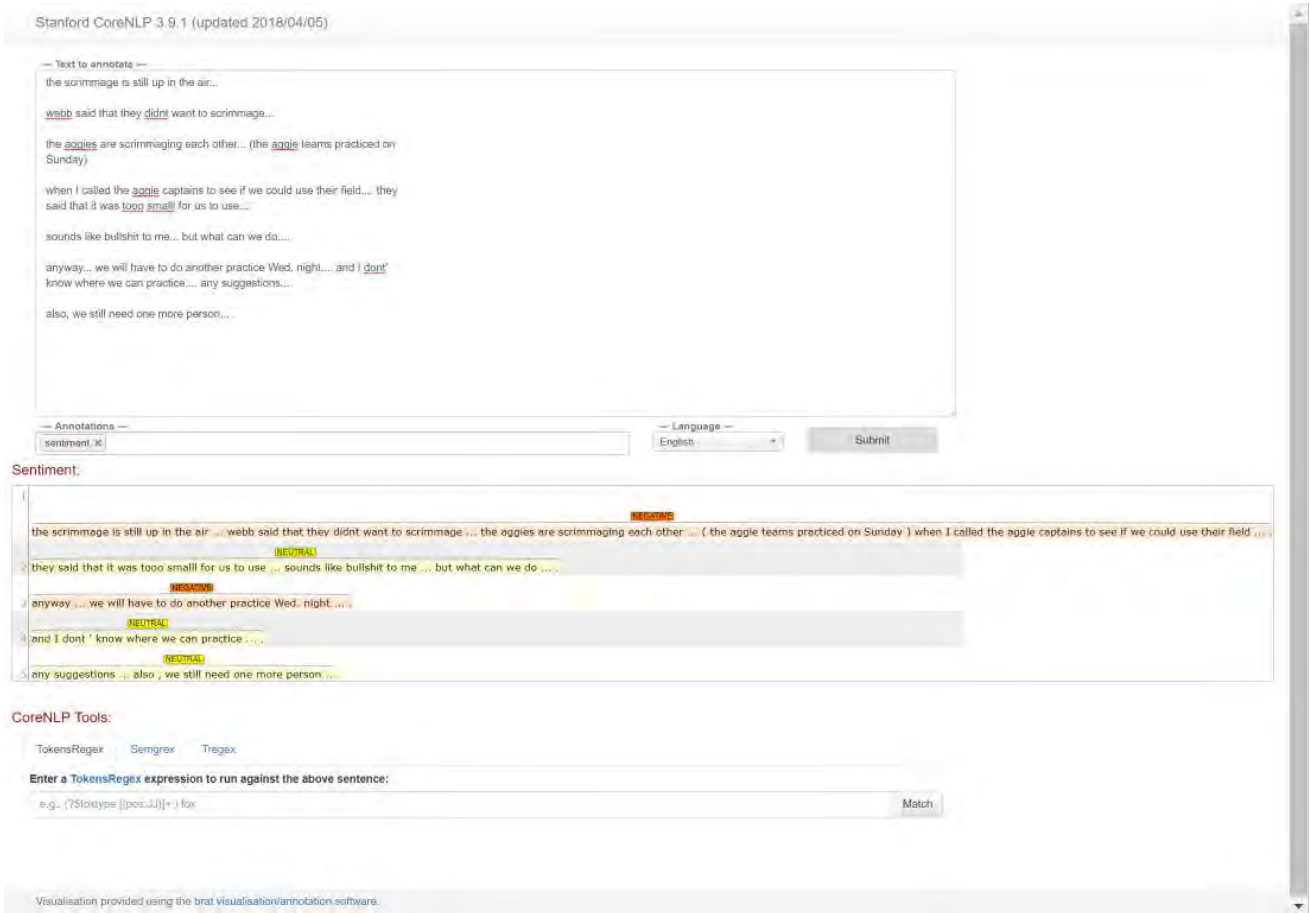 Stanford CoreNLP 3.9.1 (updated 2018/04/05)
— Text to annotate —
the scrimmage is still up in the air...
webb said that they didnt want to scrimmage...
the aggies are scrimmaging each other... (the aggie teams practiced on
Sunday)
when I called the aggie captains to see if we could use their field.... they
said that it was tooo smalll for us to use...
sounds like bullshit to me... but what can we do....
anyway... we will have to do another practice Wed. night.... and I dont'
know where we can practice.... any suggestions...
also, we still need one more person...
— Annotations —
— Language —
sentiment ×
English
Submit
Sentiment:
1
NEGATIVE
the scrimmage is still up in the air ... webb said that they didnt want to scrimmage ... the aggies are scrimmaging each other ... ( the aggie teams practiced on Sunday ) when I called the aggie captains to see if we could use their field ... .
NEUTRAL
2 they said that it was tooo smalll for us to use ... sounds like bullshit to me ... but what can we do ... .
NEGATIVE
3 anyway ... we will have to do another practice Wed. night ... .
NEUTRAL
4 and I dont ' know where we can practice ... .
NEUTRAL
5 any suggestions ... also , we still need one more person ...
CoreNLP Tools:
TokensRegex Semgrex Tregex
Enter a TokensRegex expression to run against the above sentence:
e.g., (?$foxtype [{pos:JJ}]+ ) fox
Match
Visualisation provided using the brat visualisation/annotation software.